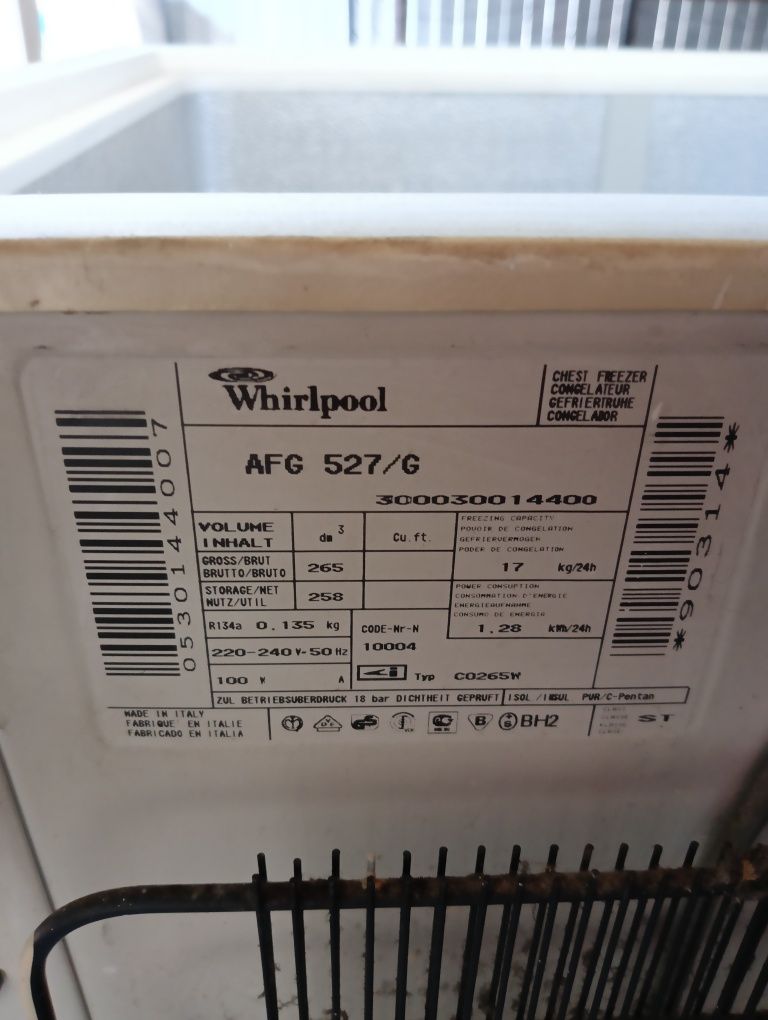 Whirlpool
CHEST FREEZER
CONGELATEUR
GEFRIERTRUHE
CONGELADOR
AFG 527/G
300030014400
053014400​7
*903314*
VOLUME
INHALT
dm 3
Cu.ft.
FREEZING CAPACITY
POUVOIR DE CONGELATION
GEFRIERVERMOGEN
PODER DE CONGELATION
GROSS/BRUT
BRUTTO/BRUTO
265
17 kg/24h
STORAGE/NET
NUTZ/UTIL
258
POWER CONSUPTION
CONSOMMATION D'ENERGIE
ENERGIEAUFNAHME
CONSUMO DE ENERGIA
1.28 kWh/24h
R134a 0.135 kg
CODE-Nr-N
10004
220-240 V-50 Hz
100 W A
Typ C0265W
ZUL BETRIEBSUBERDRUCK 18 bar DICHTHEIT GEPRUFT
ISOL /INSUL PUR/C-Pentan
MADE IN ITALY
FABRIQUE EN ITALIE
FABRICADO EN ITALIA
B
BH2
ST